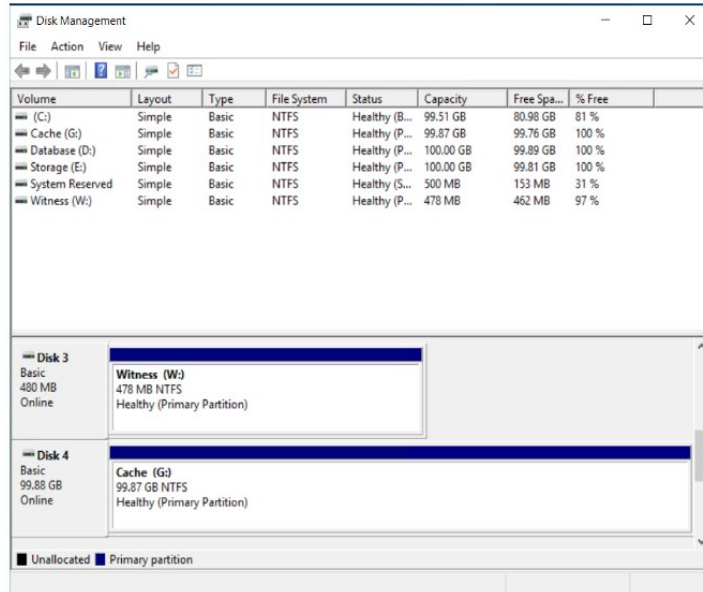 Disk Management
File Action View Help
Volume Layout Type File System Status Capacity Free Spa... % Free
(C:) Simple Basic NTFS Healthy (B... 99.51 GB 80.98 GB 81 %
Cache (G:) Simple Basic NTFS Healthy (P... 99.87 GB 99.76 GB 100 %
Database (D:) Simple Basic NTFS Healthy (P... 100.00 GB 99.89 GB 100 %
Storage (E:) Simple Basic NTFS Healthy (P... 100.00 GB 99.81 GB 100 %
System Reserved Simple Basic NTFS Healthy (S... 500 MB 153 MB 31 %
Witness (W:) Simple Basic NTFS Healthy (P... 478 MB 462 MB 97 %
Disk 3
Basic
480 MB
Online
Witness (W:)
478 MB NTFS
Healthy (Primary Partition)
Disk 4
Basic
99.88 GB
Online
Cache (G:)
99.87 GB NTFS
Healthy (Primary Partition)
Unallocated Primary partition